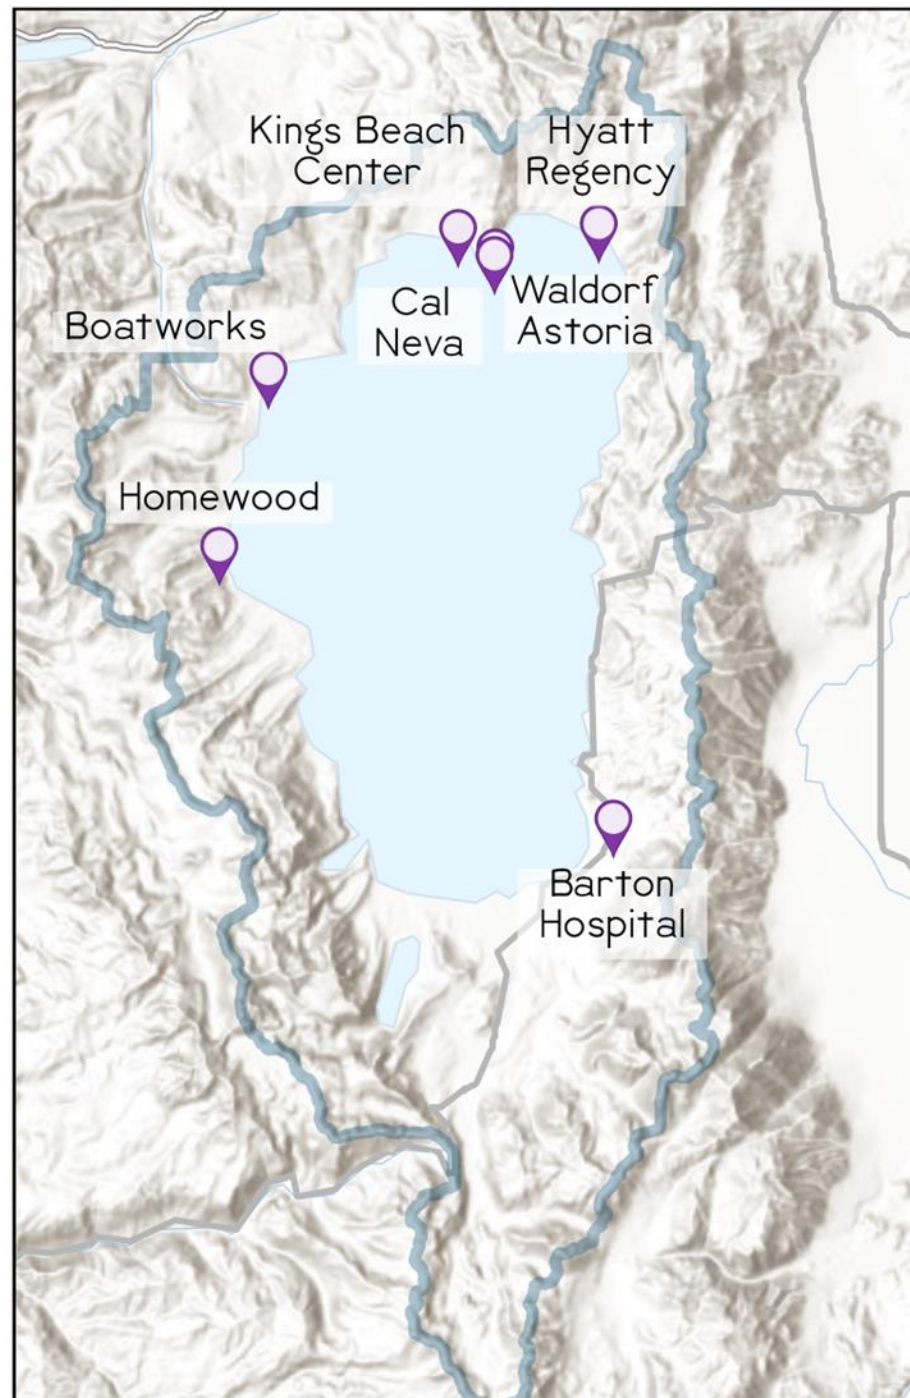 Kings Beach
Center
Hyatt
Regency
Cal
Neva
Waldorf
Astoria
Boatworks
Homewood
Barton
Hospital